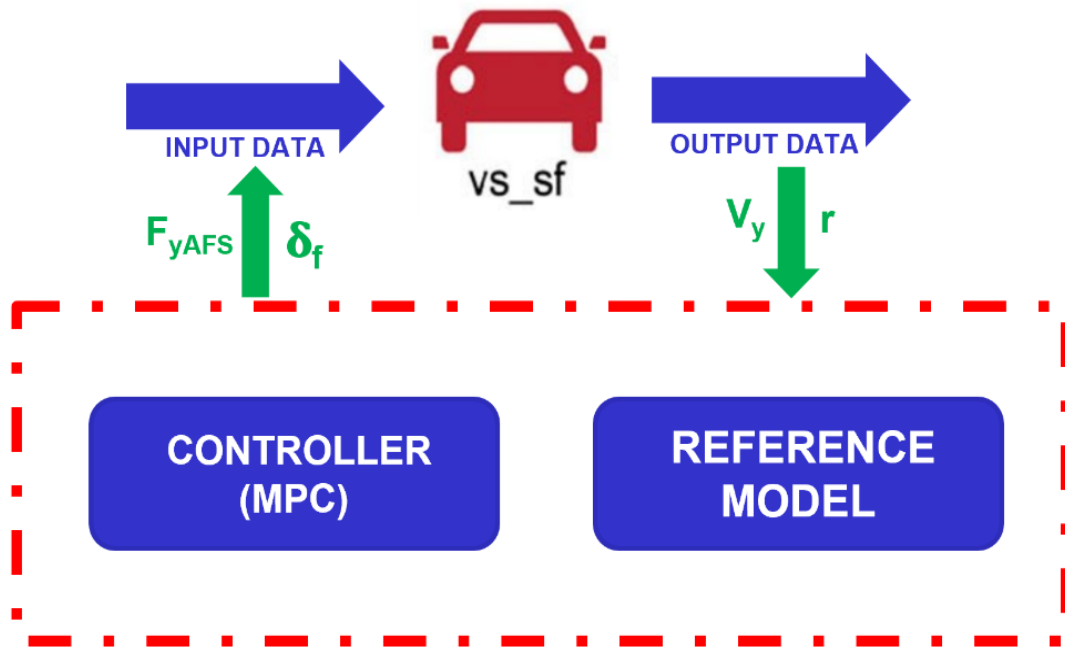 INPUT DATA
vs_sf
OUTPUT DATA
FyAFS δf
Vy r
CONTROLLER
(MPC)
REFERENCE
MODEL